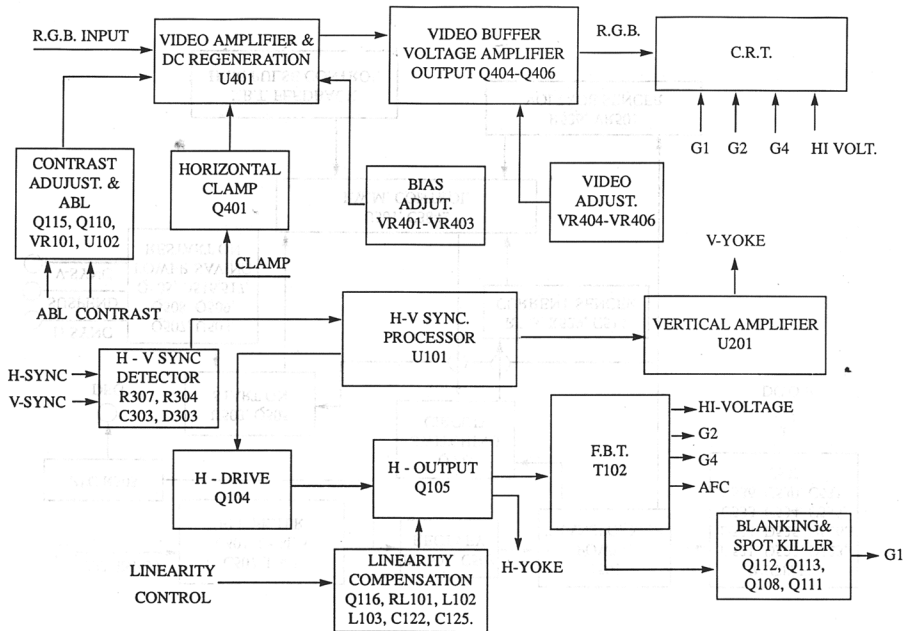 R.G.B. INPUT
VIDEO AMPLIFIER &
DC REGENERATION
U401
VIDEO BUFFER
VOLTAGE AMPLIFIER
OUTPUT Q404-Q406
R.G.B.
C.R.T.
G1
G2
G4
HI VOLT.
CONTRAST
ADUJUST. &
ABL
Q115, Q110,
VR101, U102
HORIZONTAL
CLAMP
Q401
BIAS
ADJUT.
VR401-VR403
VIDEO
ADJUST.
VR404-VR406
CLAMP
ABL CONTRAST
V-YOKE
H-SYNC
V-SYNC
H - V SYNC
DETECTOR
R307, R304
C303, D303
H-V SYNC.
PROCESSOR
U101
VERTICAL AMPLIFIER
U201
H - DRIVE
Q104
H - OUTPUT
Q105
F.B.T.
T102
HI-VOLTAGE
G2
G4
AFC
H-YOKE
LINEARITY
CONTROL
LINEARITY
COMPENSATION
Q116, RL101, L102
L103, C122, C125.
BLANKING&
SPOT KILLER
Q112, Q113,
Q108, Q111
G1